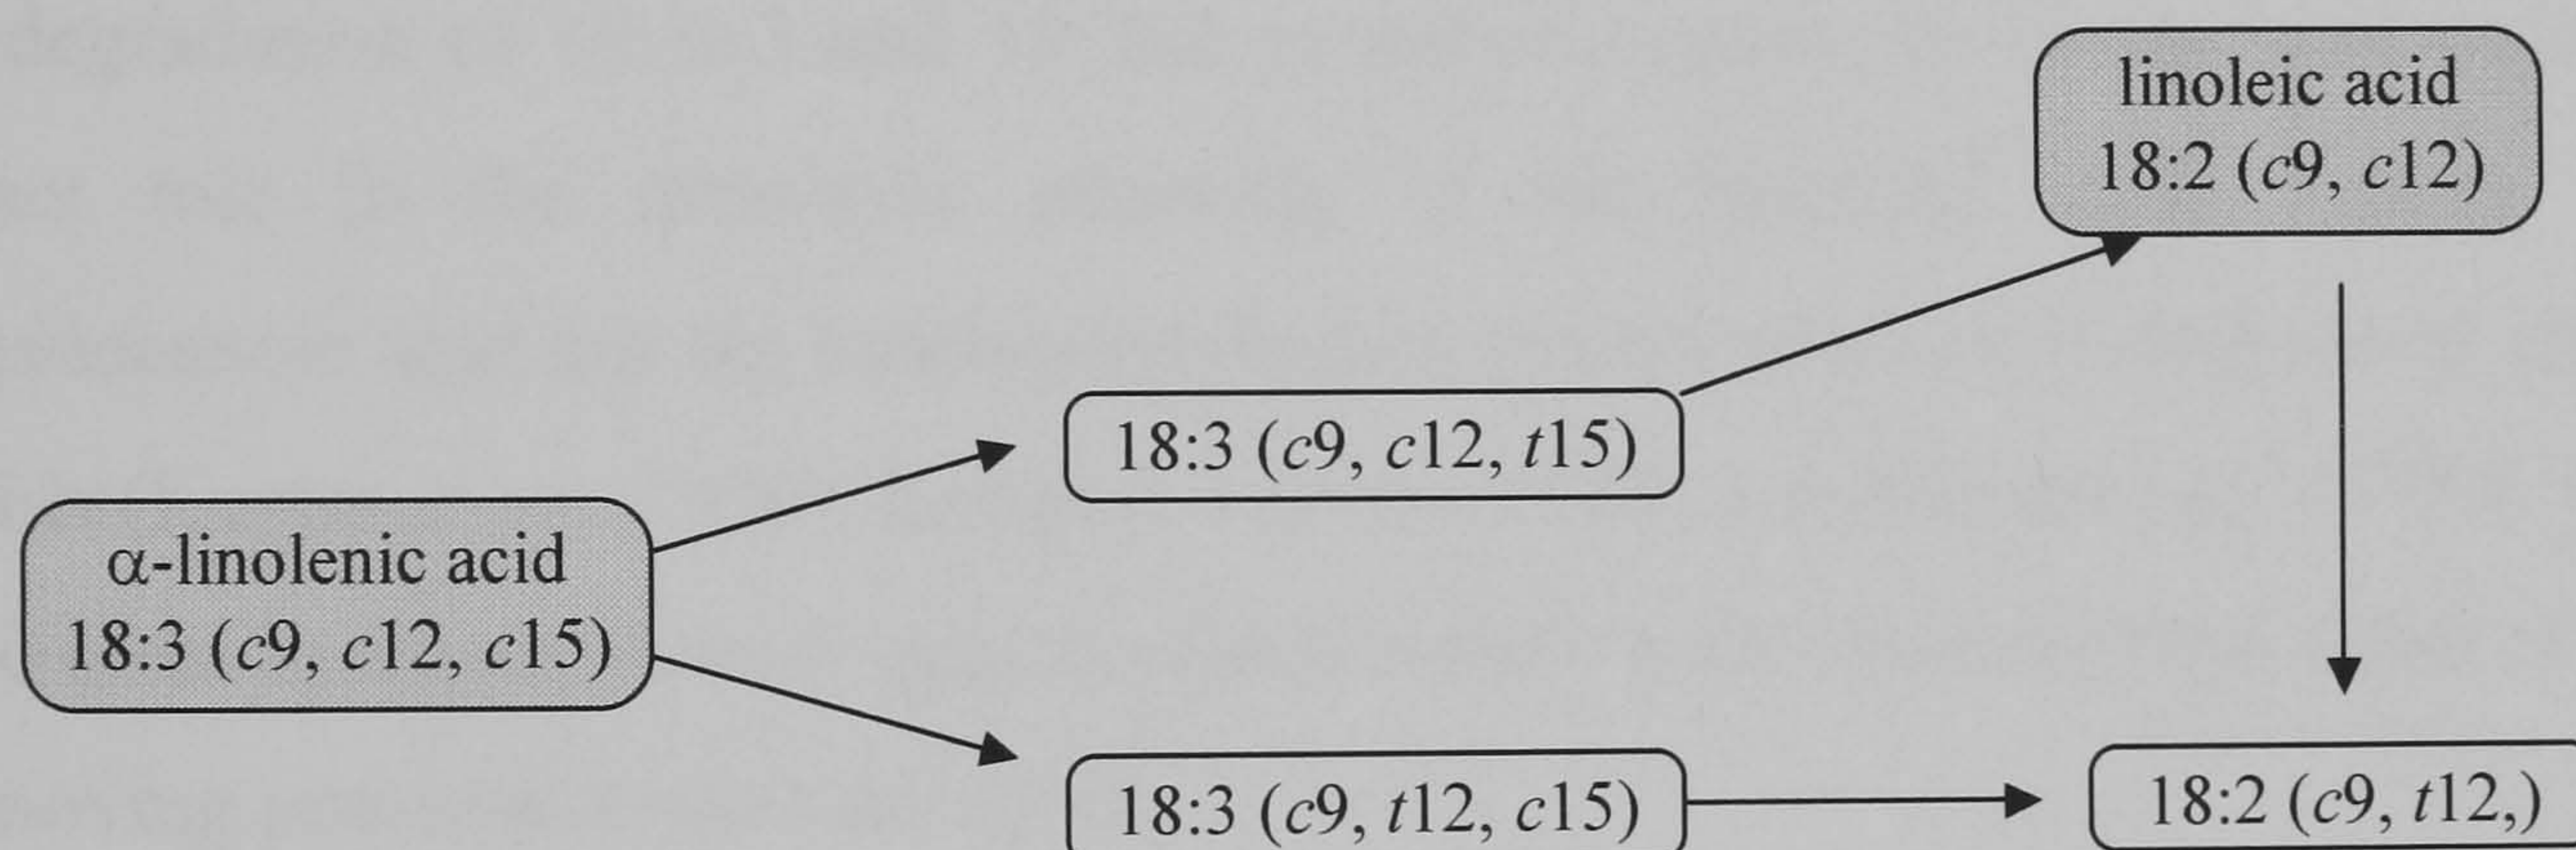 linoleic acid
18:2 (c9, c12)
18:3 (c9, c12, t15)
α-linolenic acid
18:3 (c9, c12, c15)
18:3 (c9, t12, c15)
18:2 (c9, t12,)